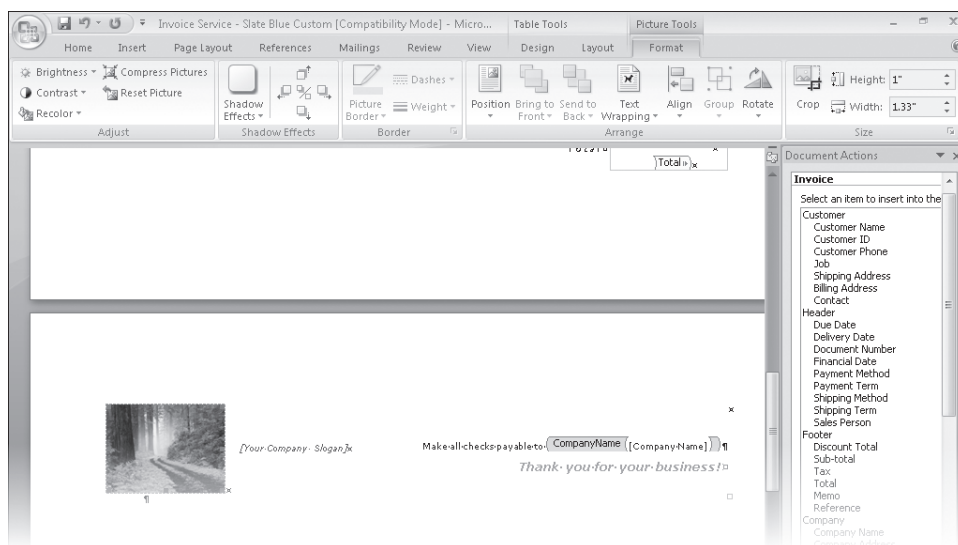 Invoice Service - Slate Blue Custom [Compatibility Mode] - Micro...
Table Tools
Picture Tools
Home Insert Page Layout References Mailings Review View Design Layout Format
Brightness
Contrast
Recolor
Compress Pictures
Reset Picture
Adjust
Shadow Effects
Shadow Effects
Picture Border
Dashes
Weight
Border
Position
Bring to Front
Send to Back
Text Wrapping
Align
Group
Rotate
Arrange
Crop
Height: 1"
Width: 1.33"
Size
Total
Total
Document Actions
Invoice
Select an item to insert into the
Customer
Customer Name
Customer ID
Customer Phone
Job
Shipping Address
Billing Address
Contact
Header
Due Date
Delivery Date
Document Number
Financial Date
Payment Method
Payment Term
Shipping Method
Shipping Term
Sales Person
Footer
Discount Total
Sub-total
Tax
Total
Memo
Reference
Company
Company Name
Company Address
[Your·Company·Slogan]
Make·all·checks·payable·to·CompanyName [Company·Name] ¶
Thank·you·for·your·business!
¶